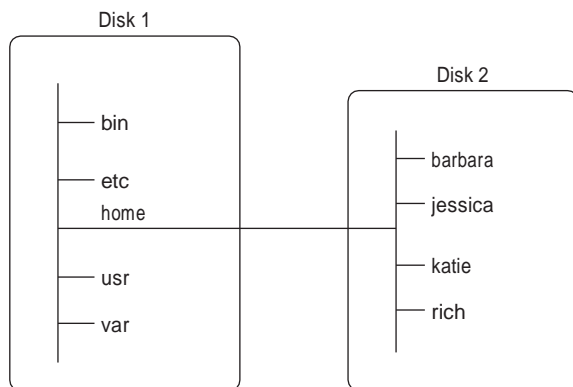 Disk 1
bin
etc
home
usr
var
Disk 2
barbara
jessica
katie
rich